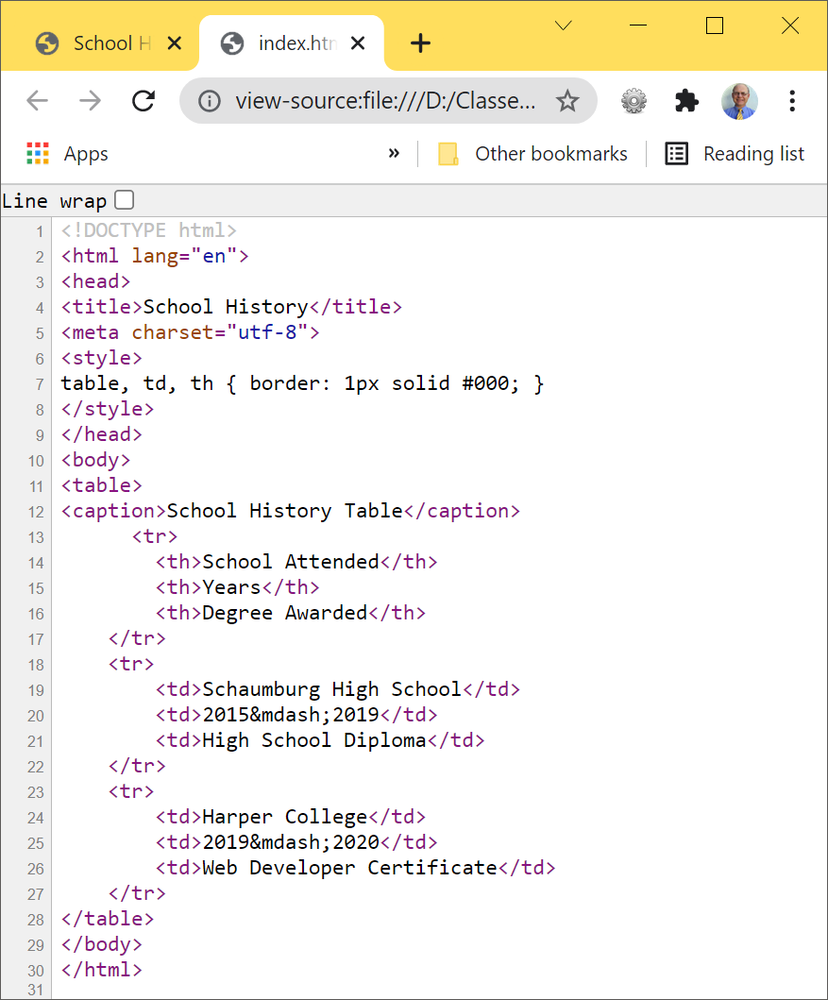 School H index.htm
view-source:file:///D:/Classe...
Apps » Other bookmarks Reading list
Line wrap
1 <!DOCTYPE html>
2 <html lang="en">
3 <head>
4 <title>School History</title>
5 <meta charset="utf-8">
6 <style>
7 table, td, th { border: 1px solid #000; }
8 </style>
9 </head>
10 <body>
11 <table>
12 <caption>School History Table</caption>
13       <tr>
14         <th>School Attended</th>
15         <th>Years</th>
16         <th>Degree Awarded</th>
17     </tr>
18     <tr>
19         <td>Schaumburg High School</td>
20         <td>2015&mdash;2019</td>
21         <td>High School Diploma</td>
22     </tr>
23     <tr>
24         <td>Harper College</td>
25         <td>2019&mdash;2020</td>
26         <td>Web Developer Certificate</td>
27     </tr>
28 </table>
29 </body>
30 </html>
31